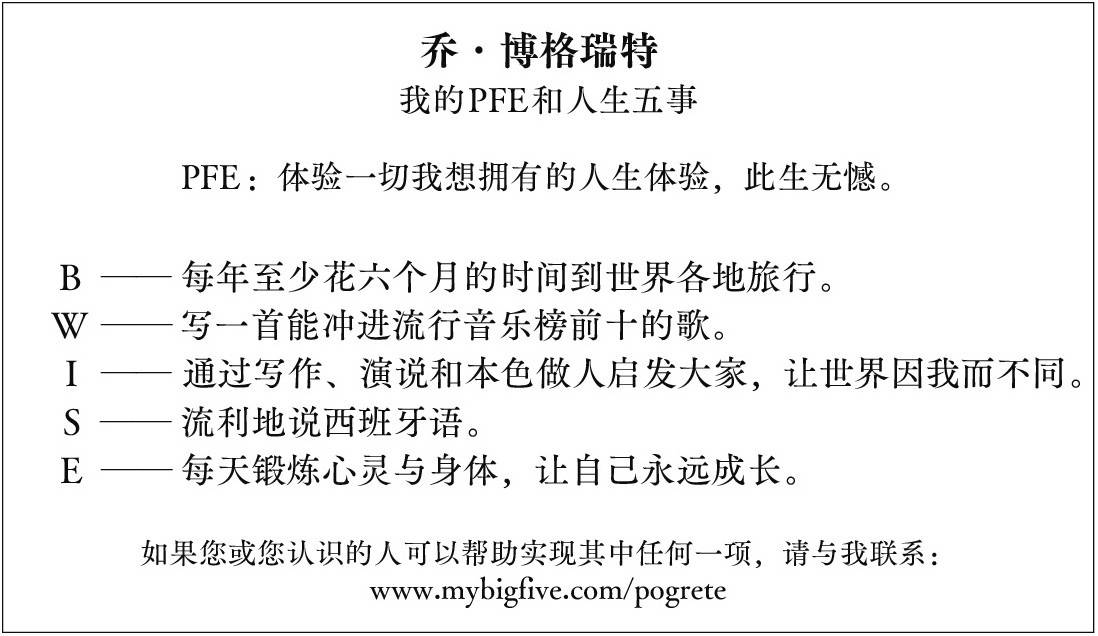 乔·博格瑞特
我的PFE和人生五事
PFE：体验一切我想拥有的人生体验，此生无憾。
B —— 每年至少花六个月的时间到世界各地旅行。
W —— 写一首能冲进流行音乐榜前十的歌。
I —— 通过写作、演说和本色做人启发大家，让世界因我而不同。
S —— 流利地说西班牙语。
E —— 每天锻炼心灵与身体，让自己永远成长。
如果您或您认识的人可以帮助实现其中任何一项，请与我联系：
www.mybigfive.com/pogrete